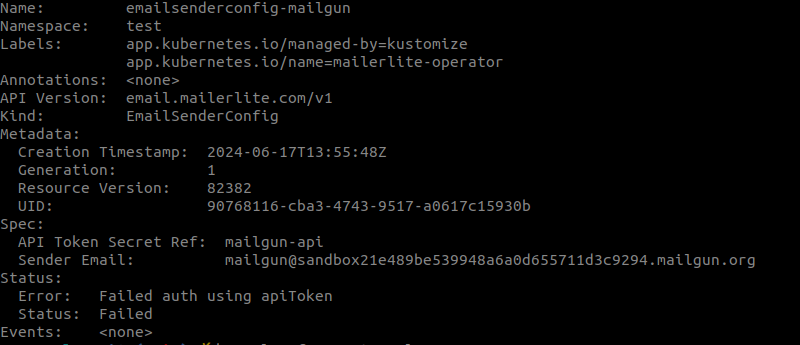 Name:         emailsenderconfig-mailgun
Namespace:    test
Labels:       app.kubernetes.io/managed-by=kustomize
              app.kubernetes.io/name=mailerlite-operator
Annotations:  <none>
API Version:  email.mailerlite.com/v1
Kind:         EmailSenderConfig
Metadata:
  Creation Timestamp:  2024-06-17T13:55:48Z
  Generation:          1
  Resource Version:    82382
  UID:                 90768116-cba3-4743-9517-a0617c15930b
Spec:
  API Token Secret Ref:  mailgun-api
  Sender Email:          mailgun@sandbox21e489be539948a6a0d655711d3c9294.mailgun.org
Status:
  Error:   Failed auth using apiToken
  Status:  Failed
Events:    <none>